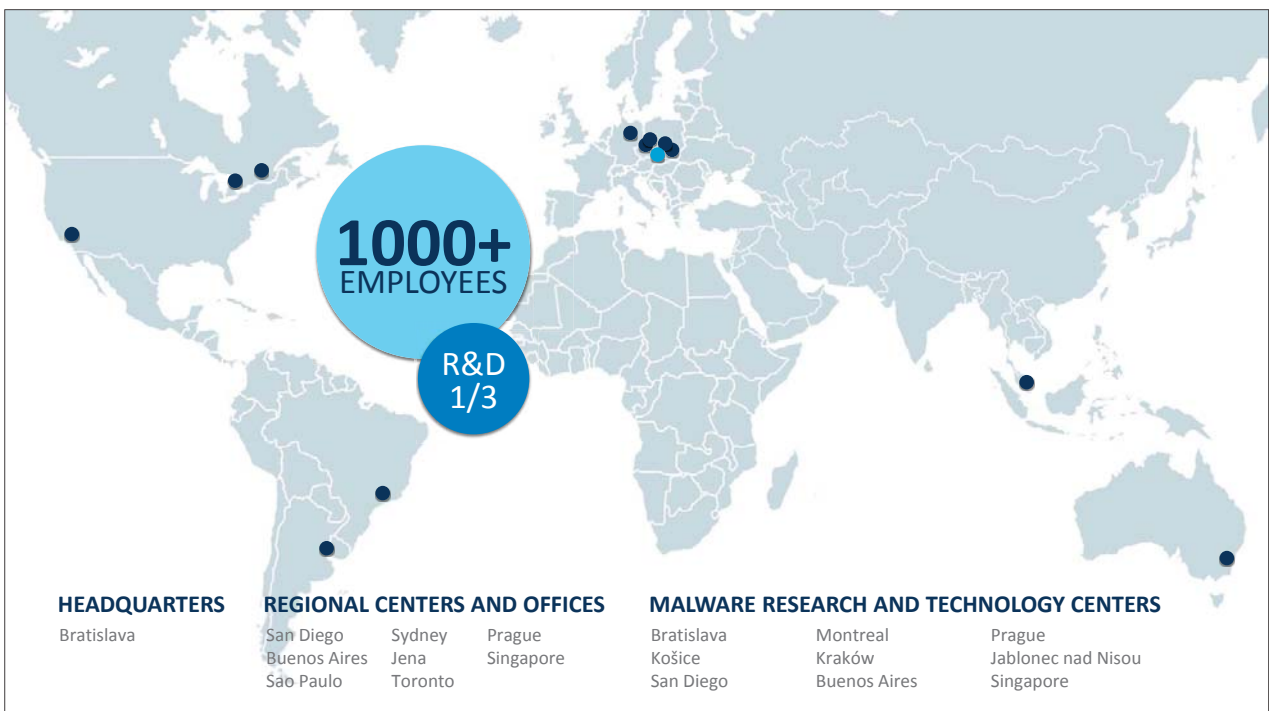 1000+
EMPLOYEES
R&D
1/3
HEADQUARTERS
Bratislava
REGIONAL CENTERS AND OFFICES
San Diego
Buenos Aires
Sao Paulo
Sydney
Jena
Toronto
Prague
Singapore
MALWARE RESEARCH AND TECHNOLOGY CENTERS
Bratislava
Košice
San Diego
Montreal
Kraków
Buenos Aires
Prague
Jablonec nad Nisou
Singapore